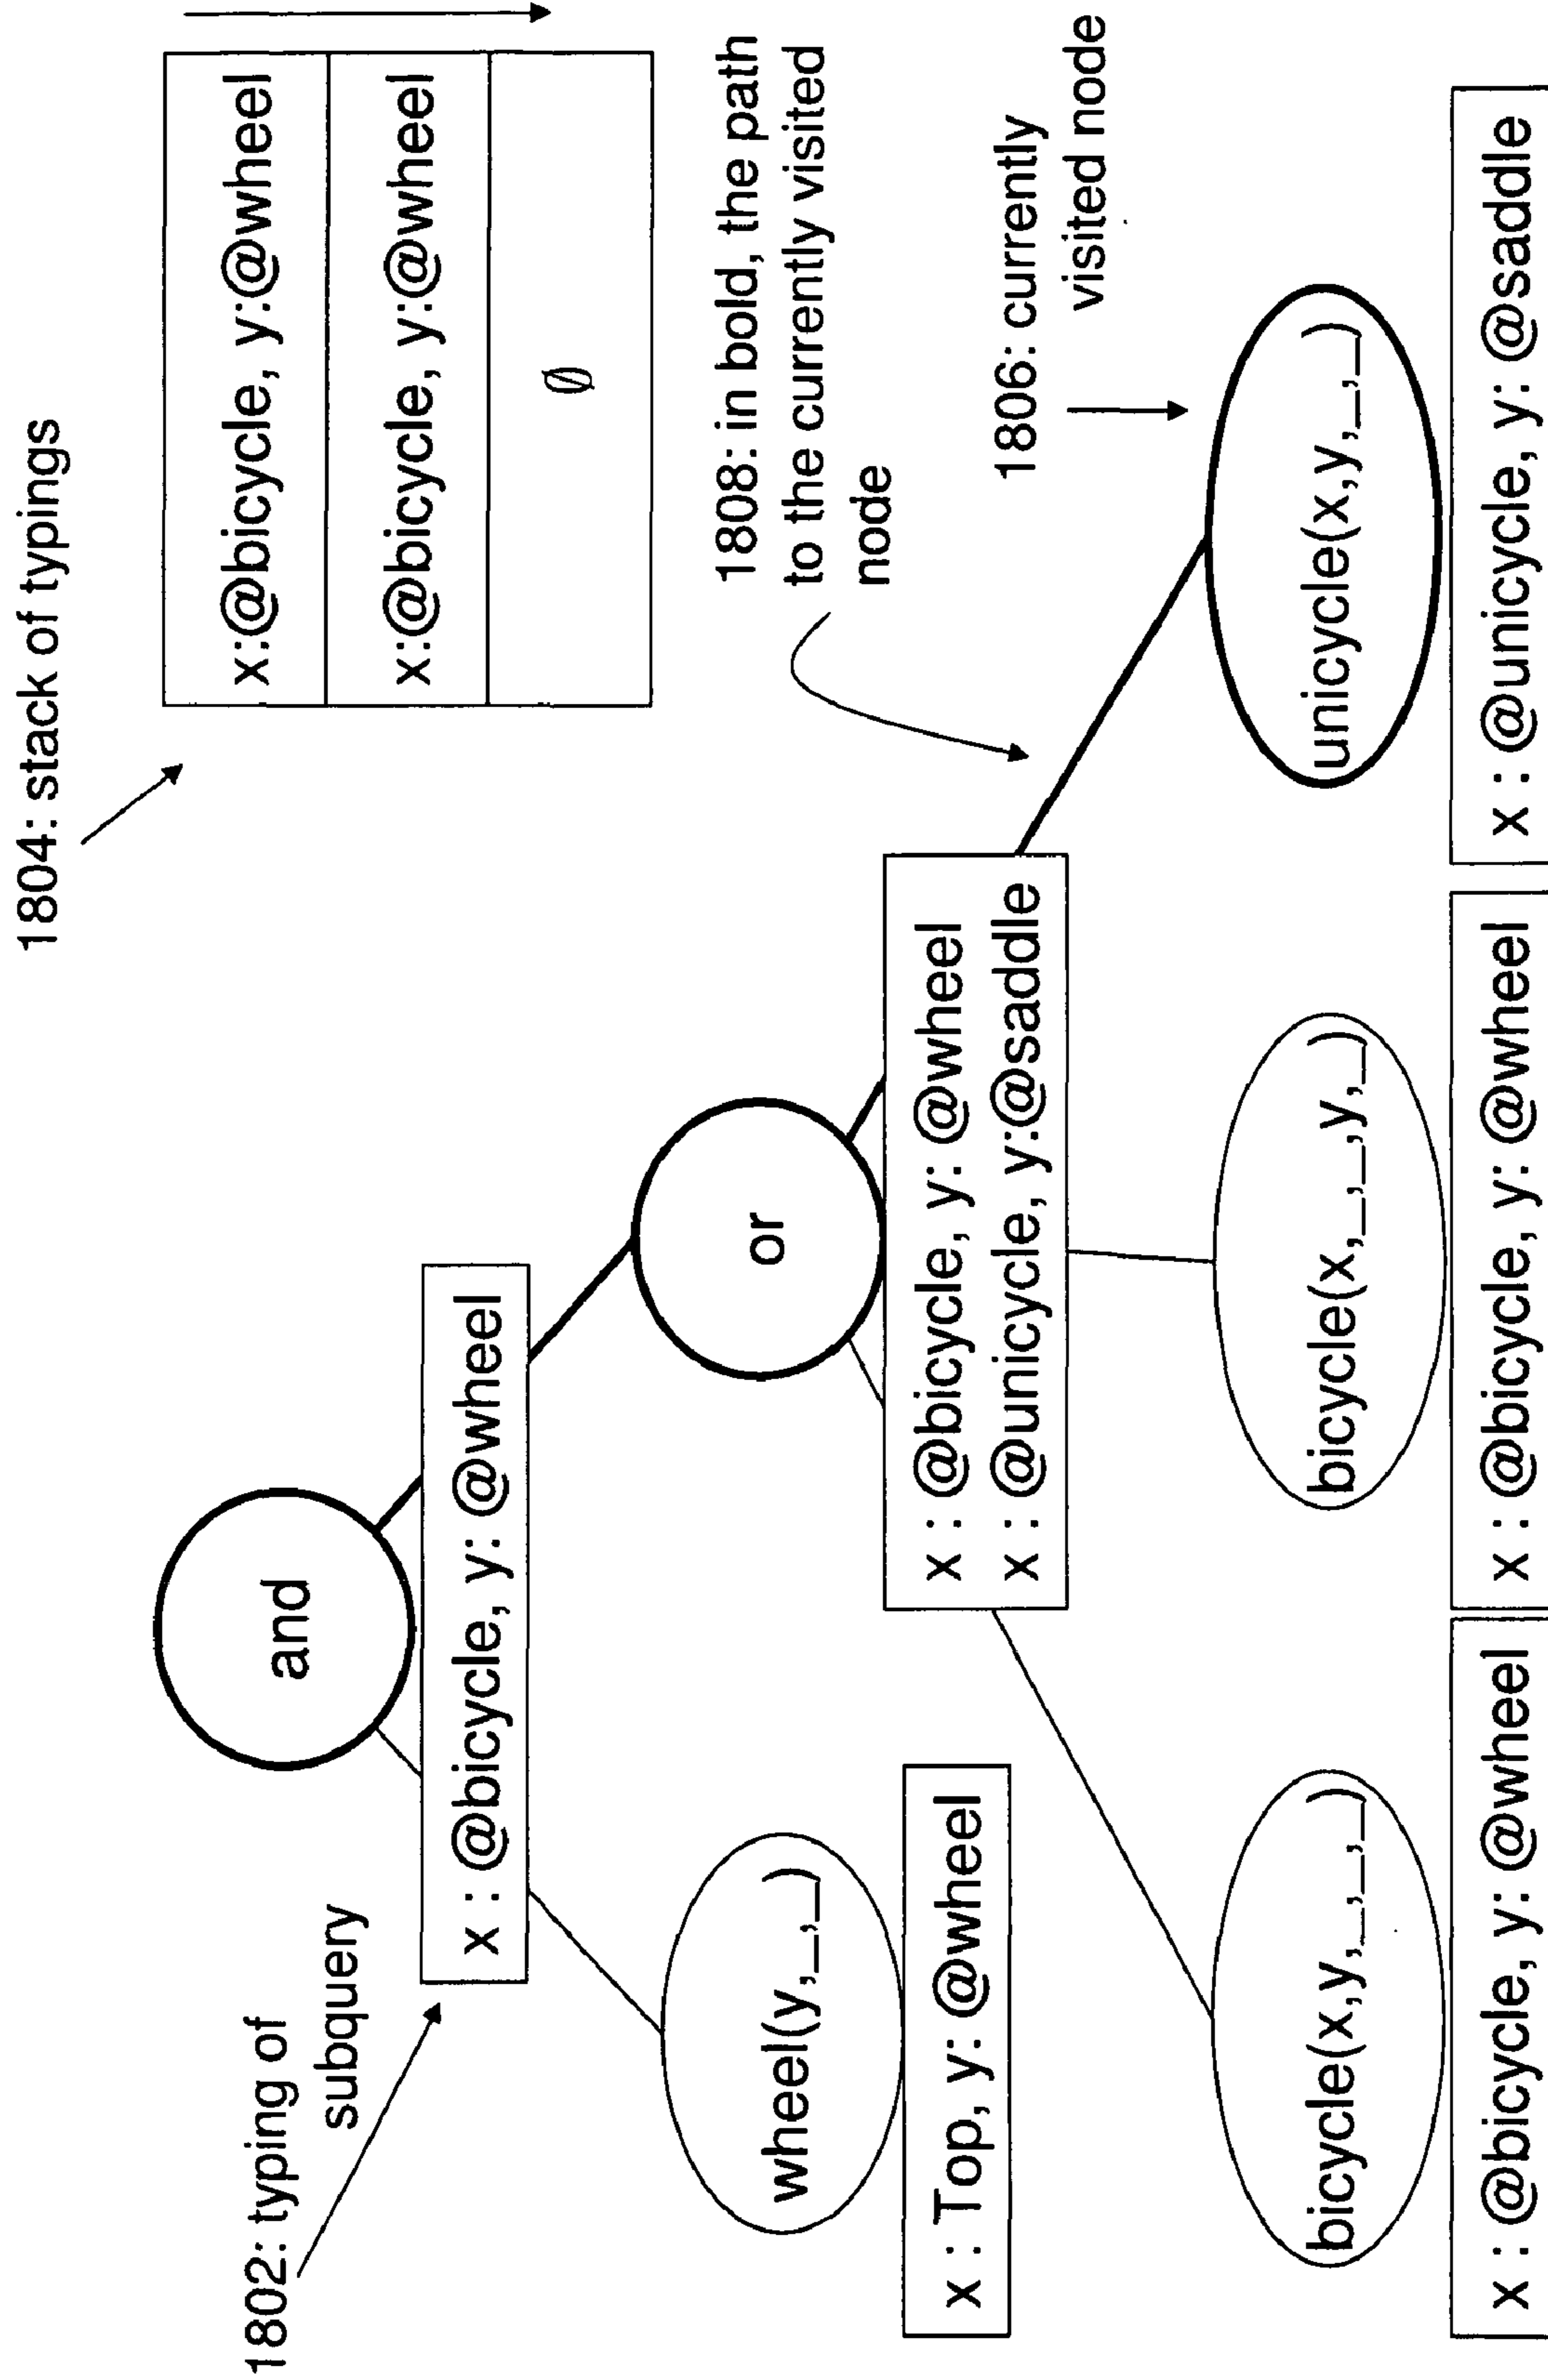 1804: stack of typings
x:@bicycle, y:@wheel
x:@bicycle, y:@wheel
∅
1802: typing of
subquery
and
x : @bicycle, y: @wheel
1808: in bold, the path
to the currently visited
node
wheel(y,_,_)
x : Top, y: @wheel
or
x : @bicycle, y: @wheel
x : @unicycle, y:@saddle
1806: currently
visited node
bicycle(x,y,_,_,_)
x : @bicycle, y: @wheel
bicycle(x,_,_,y,_)
x : @bicycle, y: @wheel
unicycle(x,y,_,_)
x : @unicycle, y: @saddle